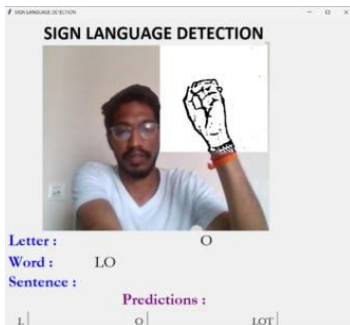 SIGN LANGUAGE DETECTION
SIGN LANGUAGE DETECTION
Letter : O
Word : LO
Sentence :
Predictions :
L O LOT